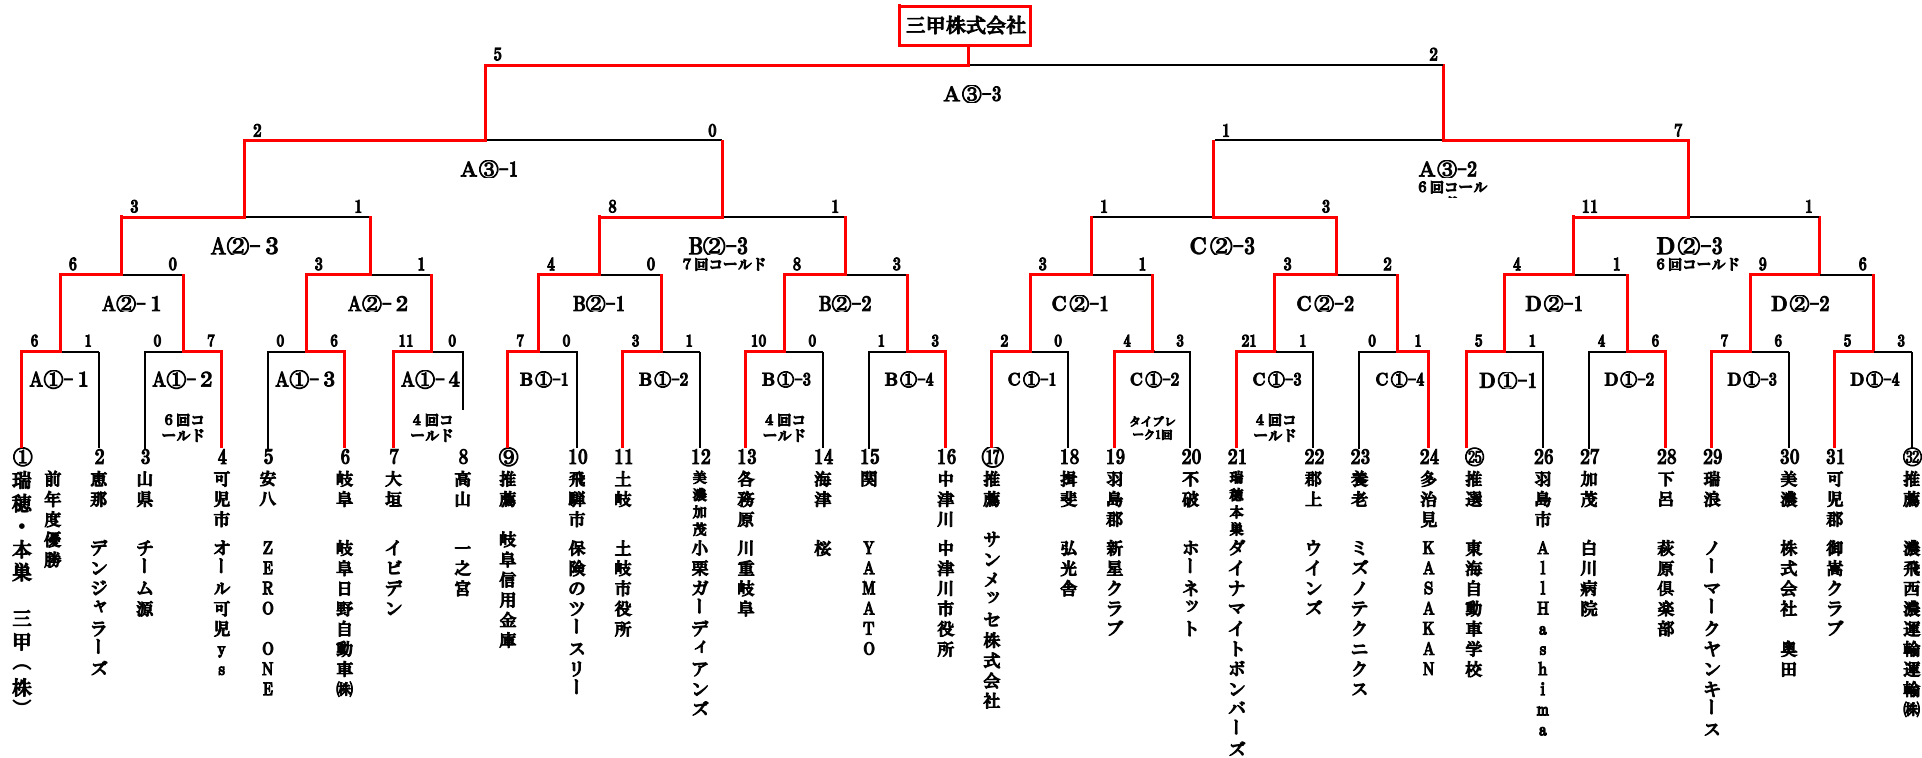 三甲株式会社
5 2
A③-3
2 0 1 7
A③-1 A③-2
6回コール
3 1 8 1 1 3 11 1
A②-3 B②-3 C②-3 D②-3
7回コールド 6回コールド
6 0 3 1 4 0 8 3 3 1 3 2 4 1 9 6
A②-1 A②-2 B②-1 B②-2 C②-1 C②-2 D②-1 D②-2
6 1 0 7 0 6 11 0 7 0 3 1 10 0 1 3 2 0 4 3 21 1 0 1 5 1 4 6 7 6 5 3
A①-1 A①-2 A①-3 A①-4 B①-1 B①-2 B①-3 B①-4 C①-1 C①-2 C①-3 C①-4 D①-1 D①-2 D①-3 D①-4
6回コールド
4回コールド
4回コールド
タイブレーク1回
4回コールド
① 瑞穂・本巣 三甲(株)
前年度優勝
2 恵那 デンジャラーズ
3 山県 チーム源
4 可児市 オール可児ys
5 安八 ZERO ONE
6 岐阜 岐阜日野自動車㈱
7 大垣 イビデン
8 高山 一之宮
⑨ 推薦 岐阜信用金庫
10 飛騨市 保険のツースリー
11 土岐 土岐市役所
12 美濃加茂 小栗ガーディアンズ
13 各務原 川重岐阜
14 海津 桜
15 関 YAMATO
16 中津川 中津川市役所
⑰ 推薦 サンメッセ株式会社
18 揖斐 弘光舎
19 羽島郡 新星クラブ
20 不破 ホーネット
21 瑞穂本巣 ダイナマイトボンバーズ
22 郡上 ウインズ
23 養老 ミズノテクニクス
24 多治見 KASAKAN
㉕ 推選 東海自動車学校
26 羽島市 AllHashima
27 加茂 白川病院
28 下呂 萩原倶楽部
29 瑞浪 ノーマークヤンキース
30 美濃 株式会社 奥田
31 可児郡 御嵩クラブ
㉜ 推薦 濃飛西濃運輸運輸㈱